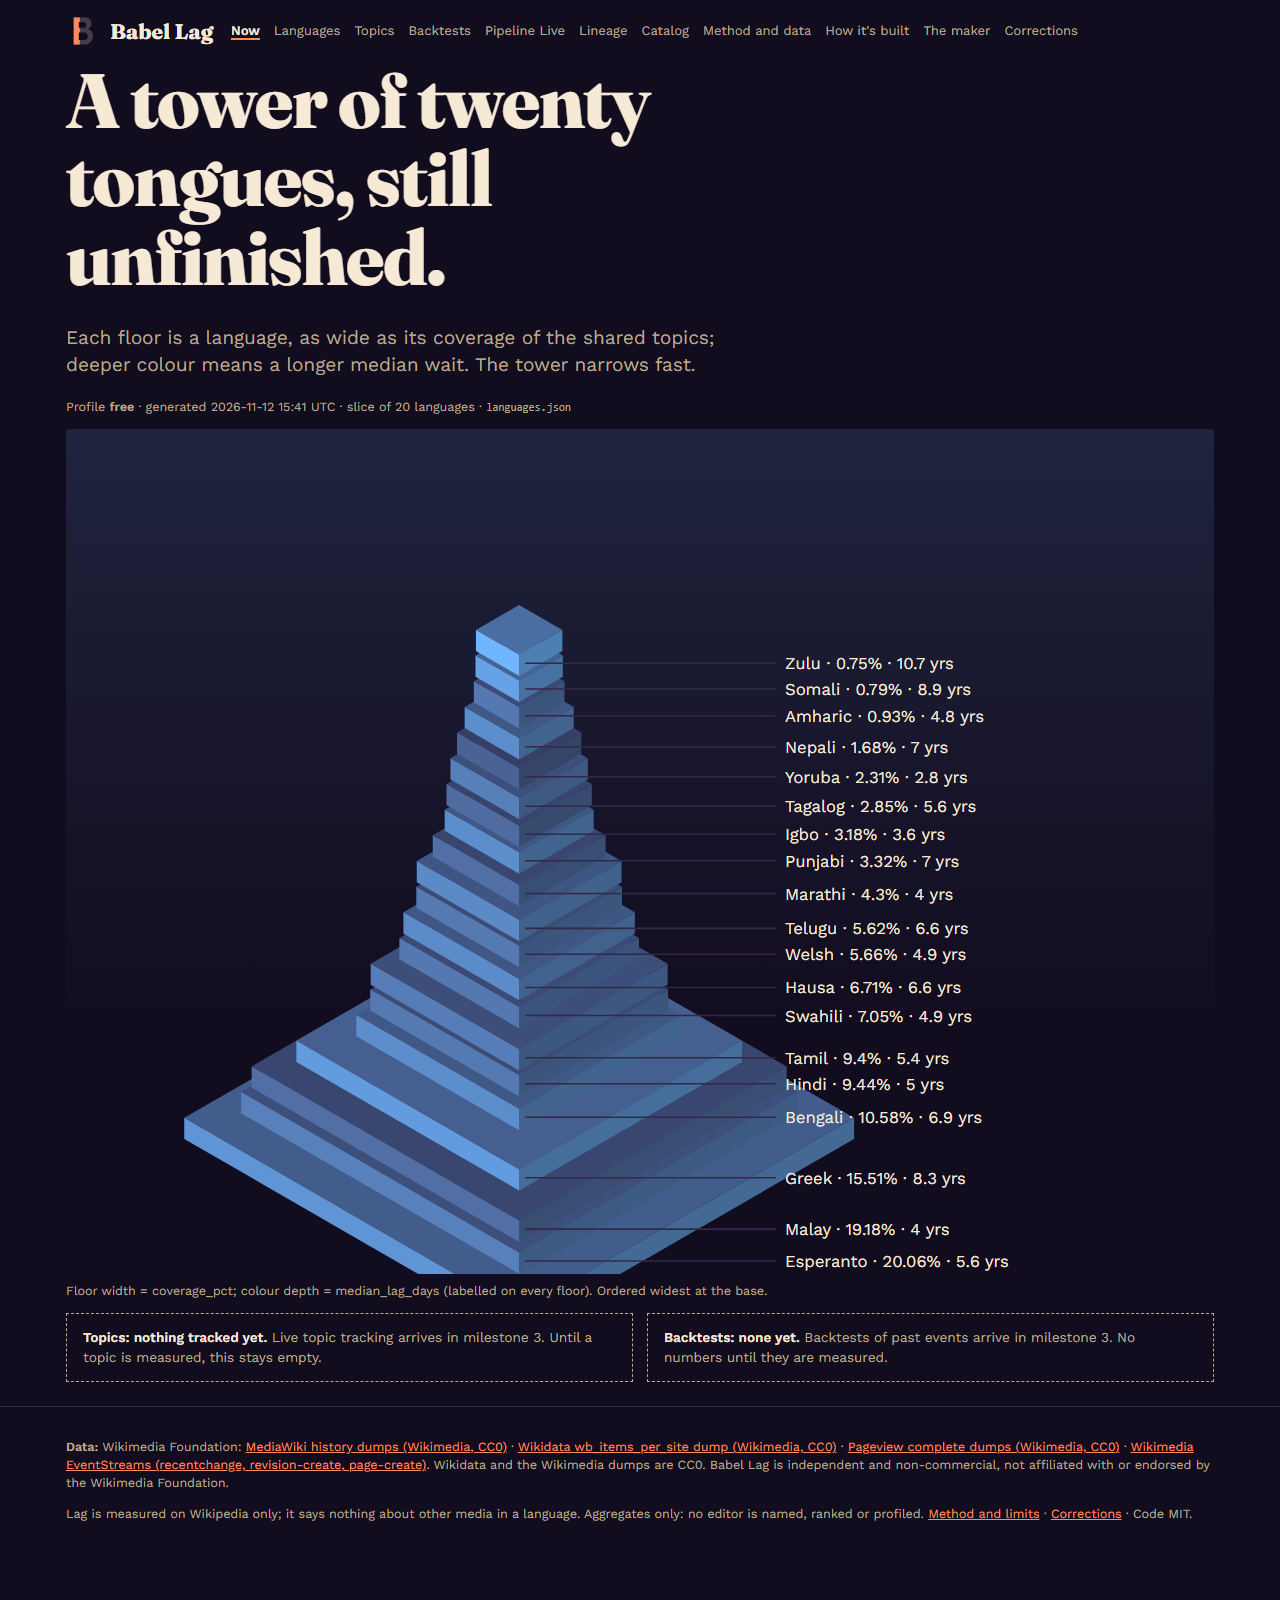 B Babel Lag Now Languages Topics Backtests Pipeline Live Lineage Catalog Method and data How it's built The maker Corrections
A tower of twenty
tongues, still
unfinished.
Each floor is a language, as wide as its coverage of the shared topics;
deeper colour means a longer median wait. The tower narrows fast.
Profile free · generated 2026-11-12 15:41 UTC · slice of 20 languages · languages.json
Zulu · 0.75% · 10.7 yrs
Somali · 0.79% · 8.9 yrs
Amharic · 0.93% · 4.8 yrs
Nepali · 1.68% · 7 yrs
Yoruba · 2.31% · 2.8 yrs
Tagalog · 2.85% · 5.6 yrs
Igbo · 3.18% · 3.6 yrs
Punjabi · 3.32% · 7 yrs
Marathi · 4.3% · 4 yrs
Telugu · 5.62% · 6.6 yrs
Welsh · 5.66% · 4.9 yrs
Hausa · 6.71% · 6.6 yrs
Swahili · 7.05% · 4.9 yrs
Tamil · 9.4% · 5.4 yrs
Hindi · 9.44% · 5 yrs
Bengali · 10.58% · 6.9 yrs
Greek · 15.51% · 8.3 yrs
Malay · 19.18% · 4 yrs
Esperanto · 20.06% · 5.6 yrs
Floor width = coverage_pct; colour depth = median_lag_days (labelled on every floor). Ordered widest at the base.
Topics: nothing tracked yet. Live topic tracking arrives in milestone 3. Until a
topic is measured, this stays empty.
Backtests: none yet. Backtests of past events arrive in milestone 3. No
numbers until they are measured.
Data: Wikimedia Foundation: MediaWiki history dumps (Wikimedia, CC0) · Wikidata wb_items_per_site dump (Wikimedia, CC0) · Pageview complete dumps (Wikimedia, CC0) · Wikimedia
EventStreams (recentchange, revision-create, page-create). Wikidata and the Wikimedia dumps are CC0. Babel Lag is independent and non-commercial, not affiliated with or endorsed by
the Wikimedia Foundation.
Lag is measured on Wikipedia only; it says nothing about other media in a language. Aggregates only: no editor is named, ranked or profiled. Method and limits · Corrections · Code MIT.